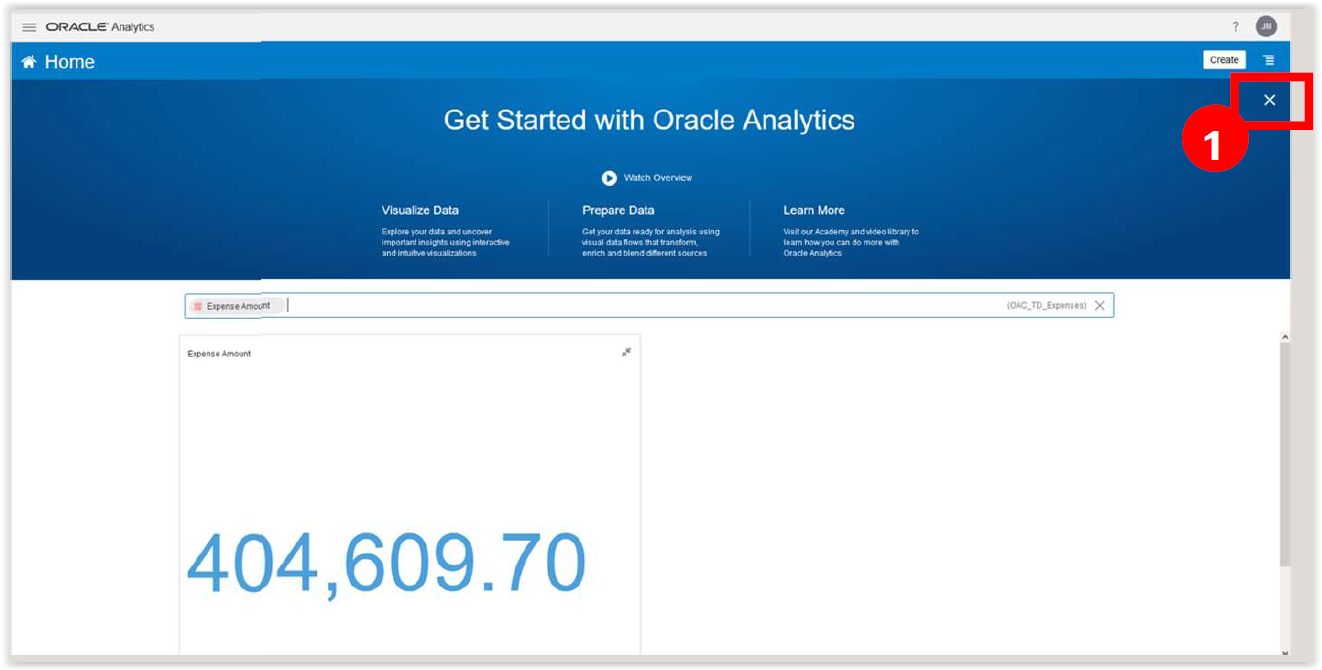 ORACLE Analytics
?
JM
Home
Create
1
Get Started with Oracle Analytics
Watch Overview
Visualize Data
Explore your data and uncover
important insights using interactive
and intuitive visualizations
Prepare Data
Get your data ready for analysis using
visual data flows that transform,
enrich and blend different sources
Learn More
Visit our Academy and video library to
learn how you can do more with
Oracle Analytics
Expense Amount
(OAC_TD_Expenses)
Expense Amount
404,609.70